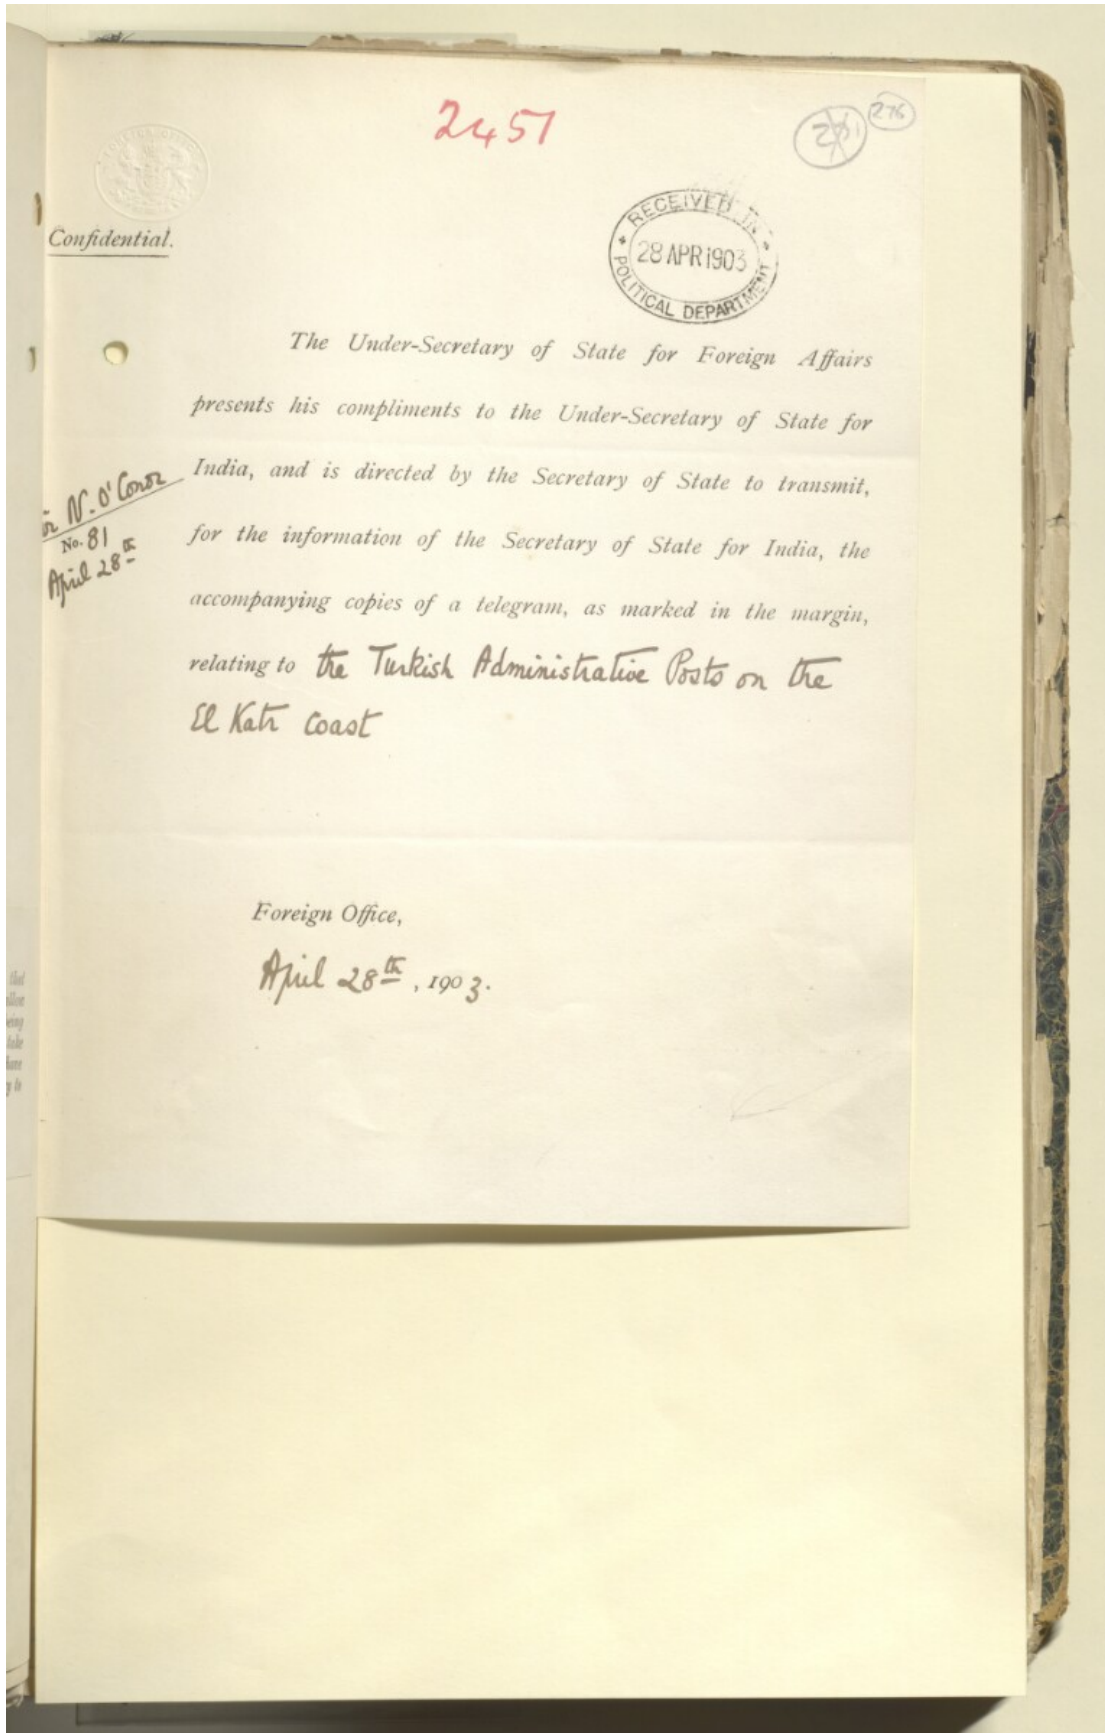 2451
276
Confidential.
RECEIVED IN
28 APR 1903
POLITICAL DEPARTMENT
The Under-Secretary of State for Foreign Affairs
presents his compliments to the Under-Secretary of State for
India, and is directed by the Secretary of State to transmit,
for the information of the Secretary of State for India, the
accompanying copies of a telegram, as marked in the margin,
relating to the Turkish Administrative Posts on the
El Katr Coast
N. O'Conor
No. 81
April 28th
Foreign Office,
April 28th, 1903.